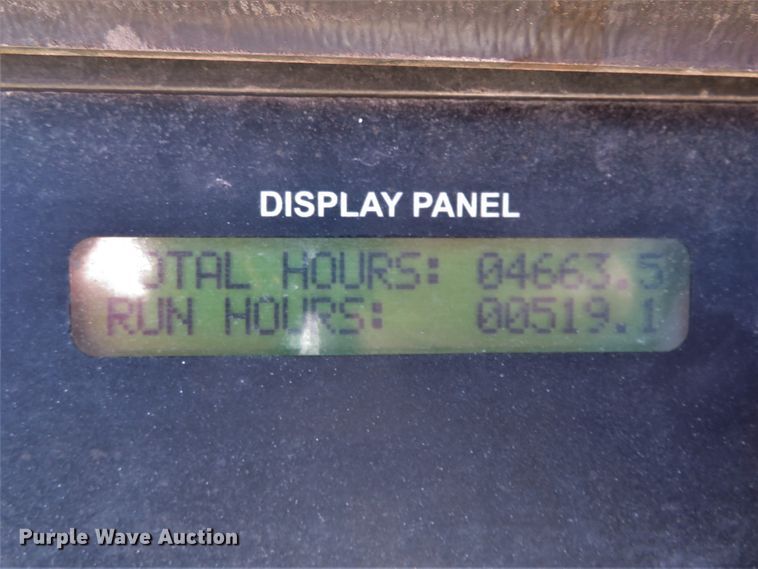 DISPLAY PANEL
TOTAL HOURS: 04663.5
RUN HOURS: 00519.1
Purple Wave Auction